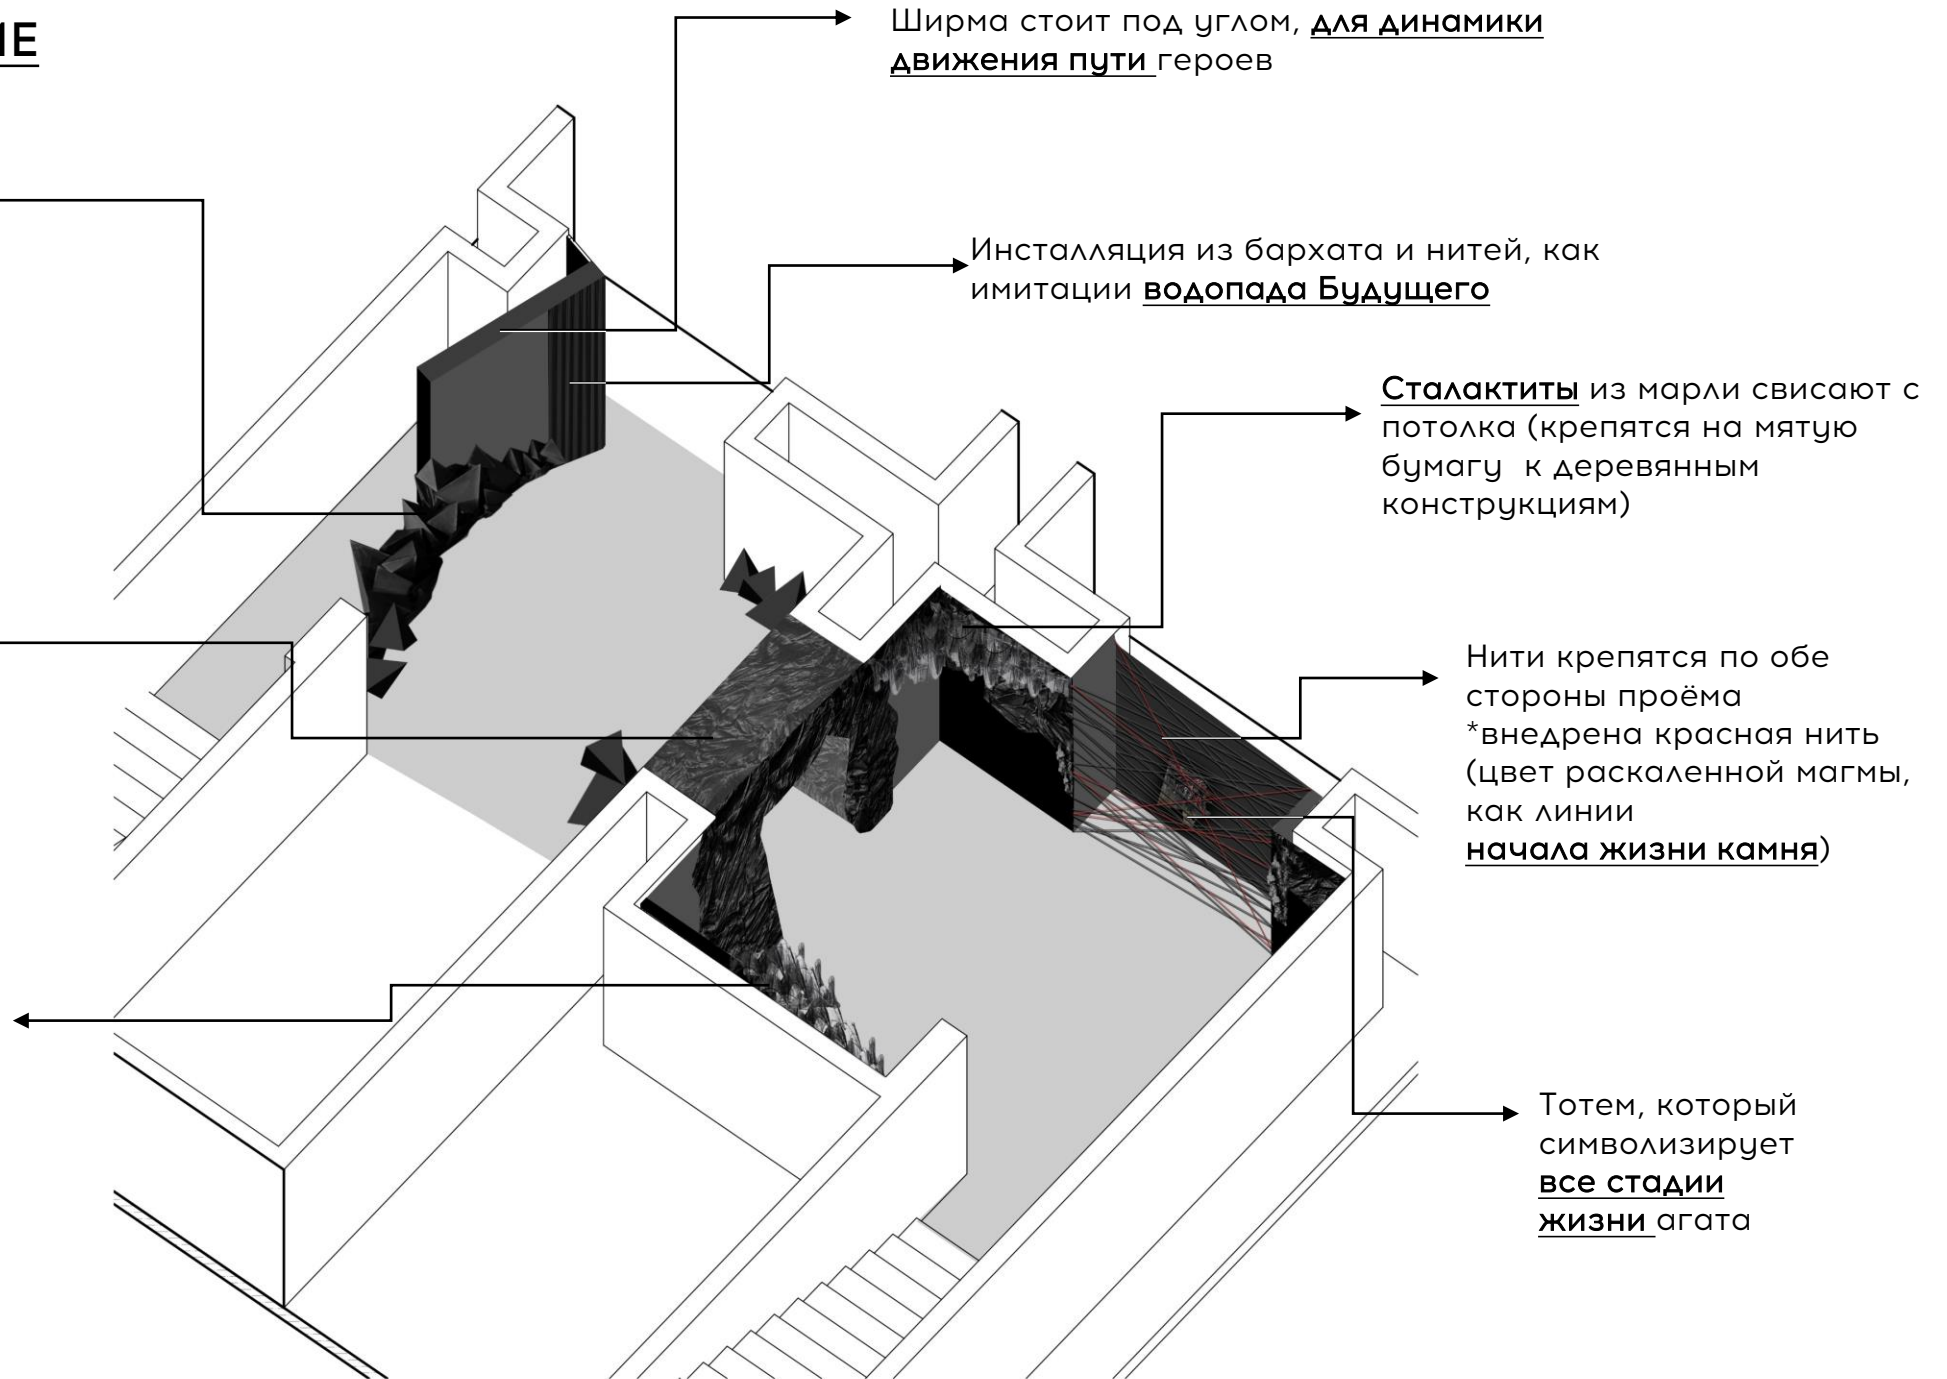 Ширма стоит под углом, для динамики
движения пути героев
Инсталляция из бархата и нитей, как
имитации водопада Будущего
Сталактиты из марли свисают с
потолка (крепятся на мятую
бумагу к деревянным
конструкциям)
Нити крепятся по обе
стороны проёма
*внедрена красная нить
(цвет раскаленной магмы,
как линии
начала жизни камня)
Тотем, который
символизирует
все стадии
жизни агата